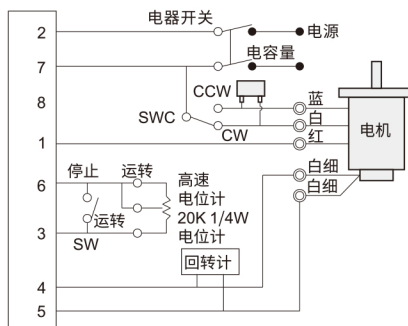 2
电器开关
电源
7
电容量
8
CCW
蓝
SWC
白
CW
电机
1
红
白细
停止
运转
6
高速
白细
电位计
运转
20K 1/4W
3
SW
电位计
回转计
4
5